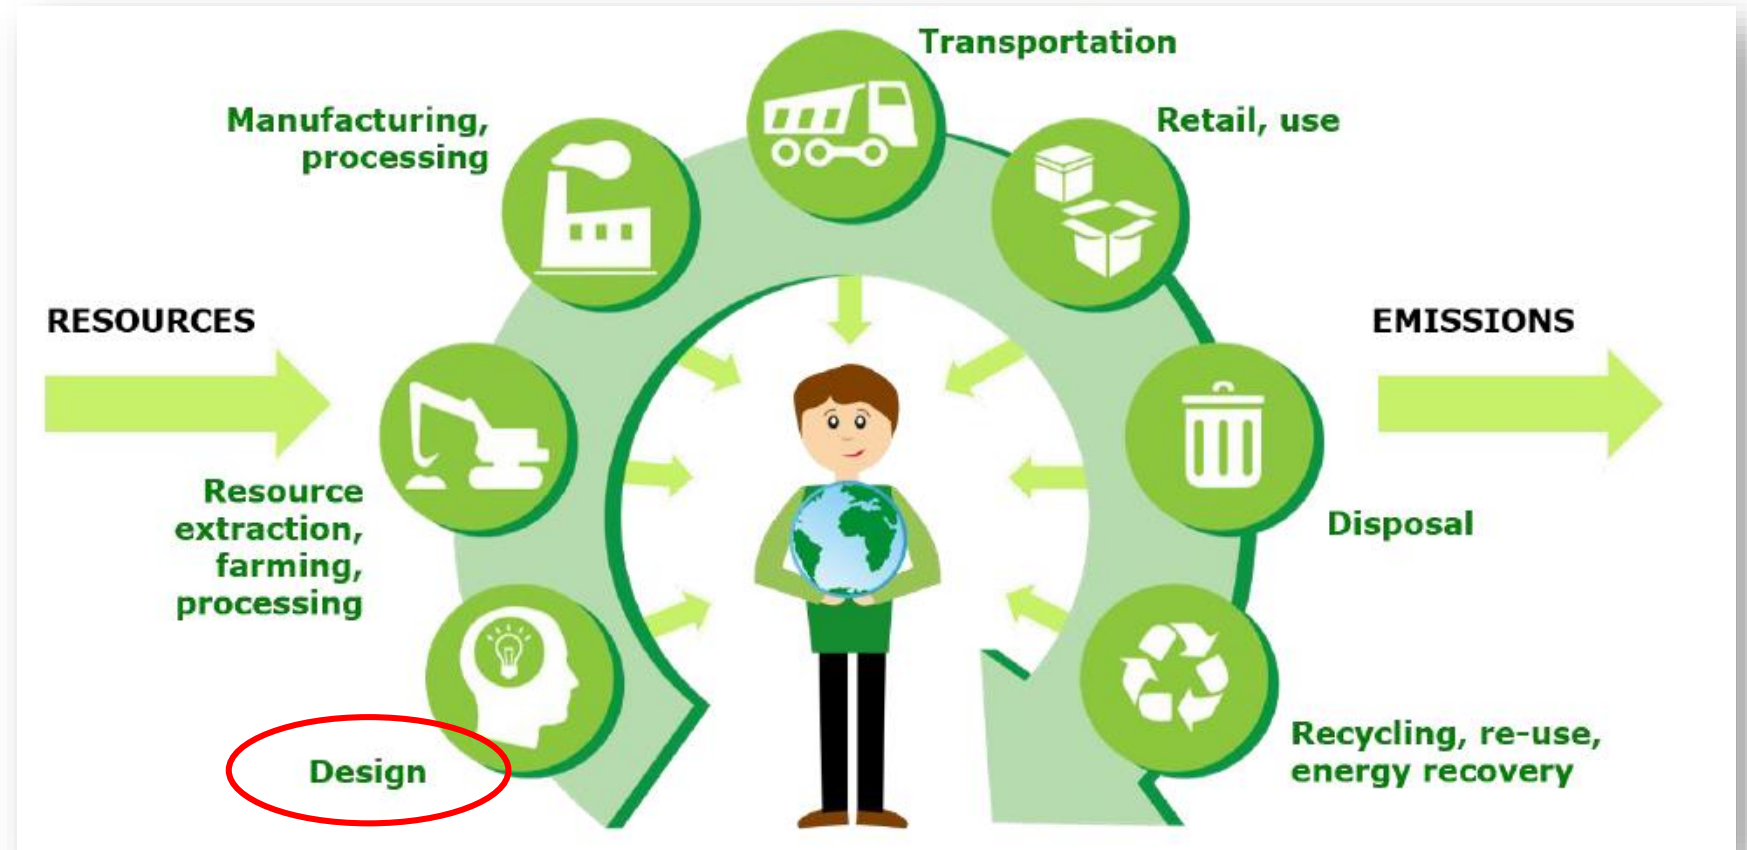 Transportation
Manufacturing,
processing
Retail, use
RESOURCES
EMISSIONS
Resource
extraction,
farming,
processing
Disposal
Design
Recycling, re-use,
energy recovery